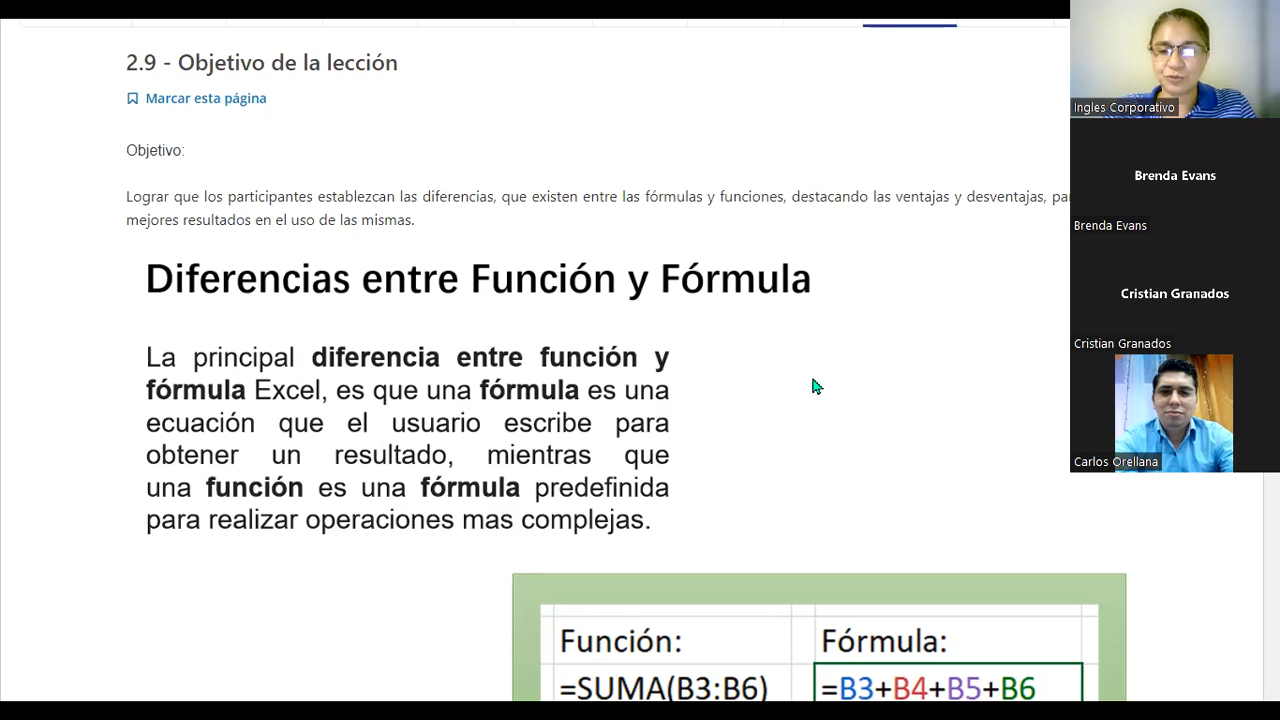 2.9 - Objetivo de la lección
Marcar esta página
Objetivo:
Lograr que los participantes establezcan las diferencias, que existen entre las fórmulas y funciones, destacando las ventajas y desventajas,
mejores resultados en el uso de las mismas.
Diferencias entre Función y Fórmula
La principal diferencia entre función y
fórmula Excel, es que una fórmula es una
ecuación que el usuario escribe para
obtener un resultado, mientras que
una función es una fórmula predefinida
para realizar operaciones mas complejas.
Función: Fórmula:
=SUMA(B3:B6) =B3+B4+B5+B6
Ingles Corporativo
Brenda Evans
Brenda Evans
Cristian Granados
Cristian Granados
Carlos Orellana